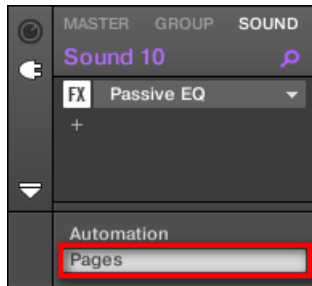 MASTER GROUP SOUND
Sound 10
FX Passive EQ
+
Automation
Pages